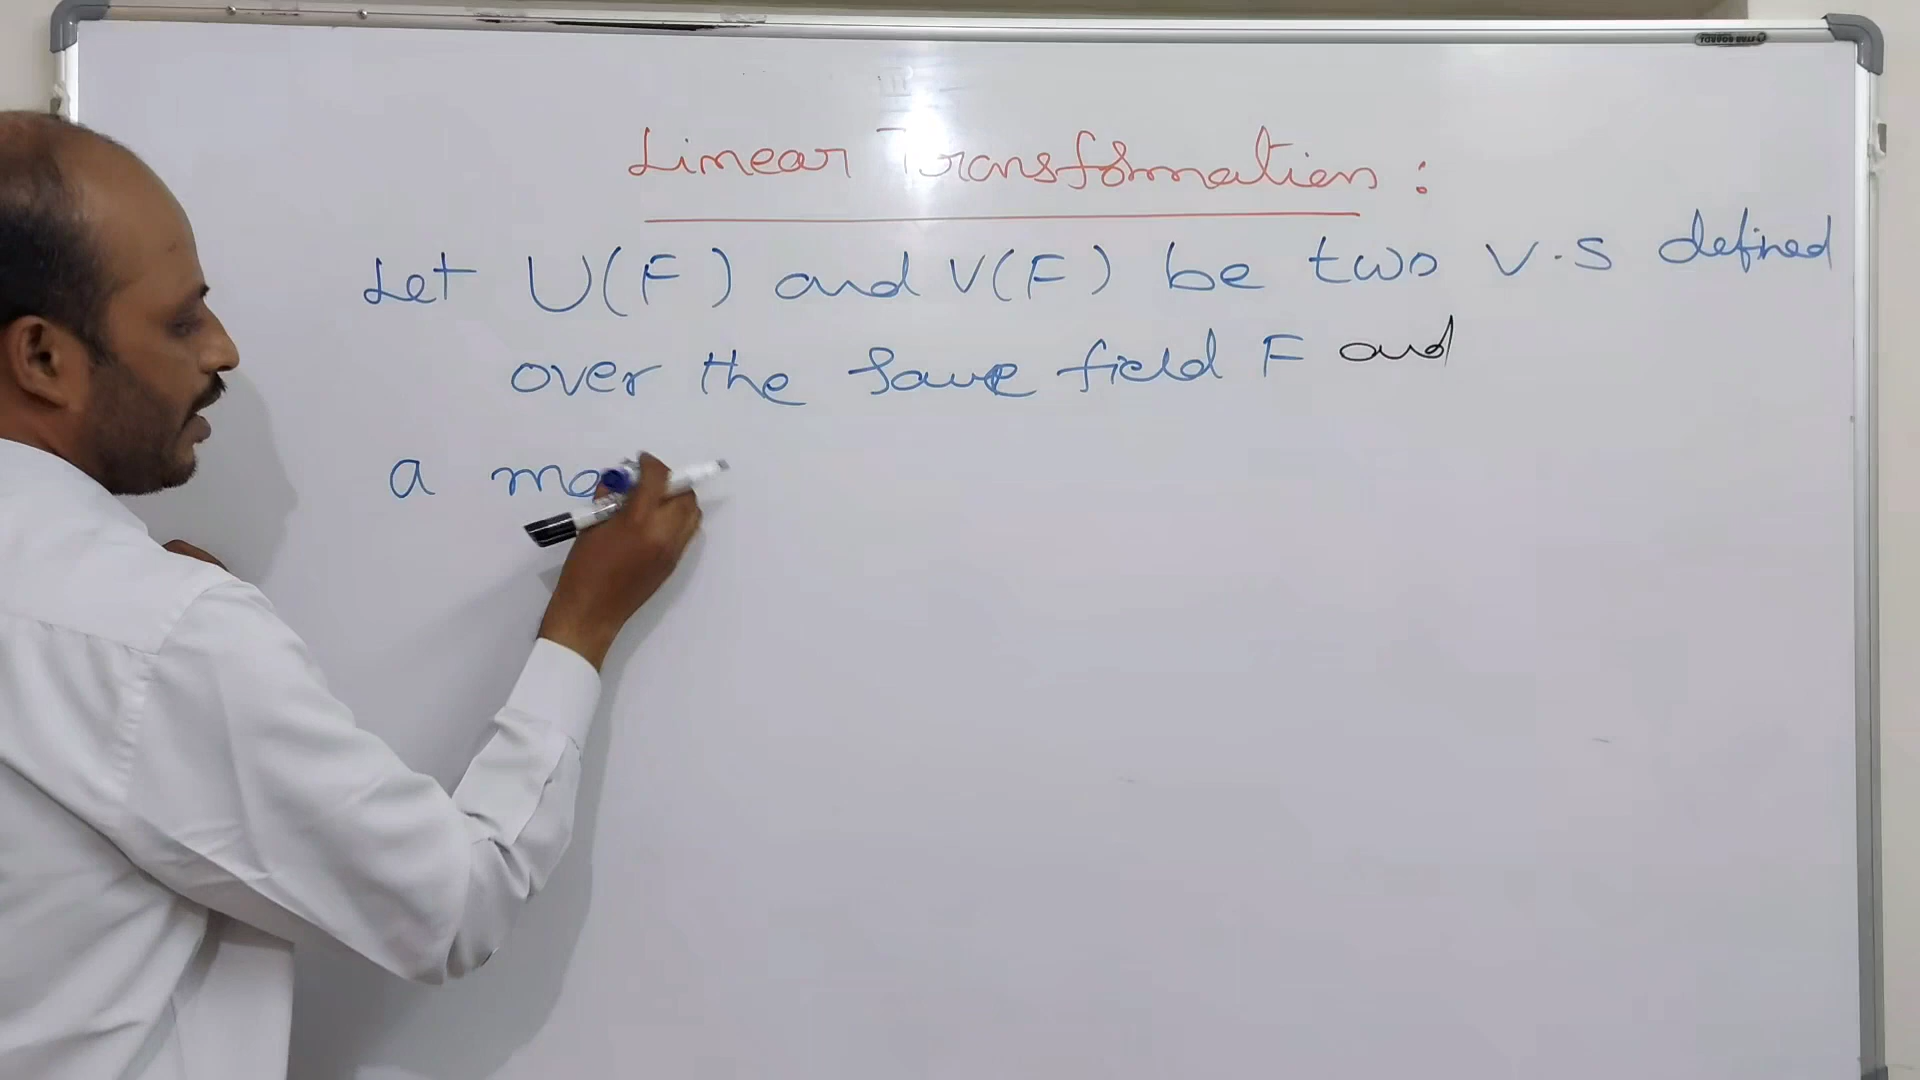 Linear Transformation :
Let U(F) and V(F) be two V.S defined
over the same field F and
a